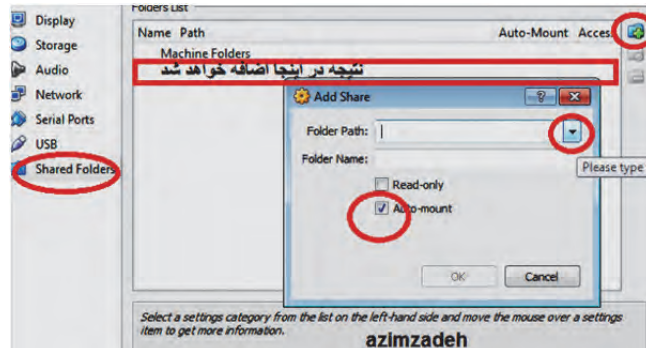 Folders List
Display
Storage
Audio
Network
Serial Ports
USB
Shared Folders
Name Path Auto-Mount Access
Machine Folders
نتیجه در اینجا اضافه خواهد شد
Add Share
Folder Path:
Folder Name:
Please type
Read-only
Auto-mount
OK Cancel
Select a settings category from the list on the left-hand side and move the mouse over a settings
item to get more information.
azimzadeh